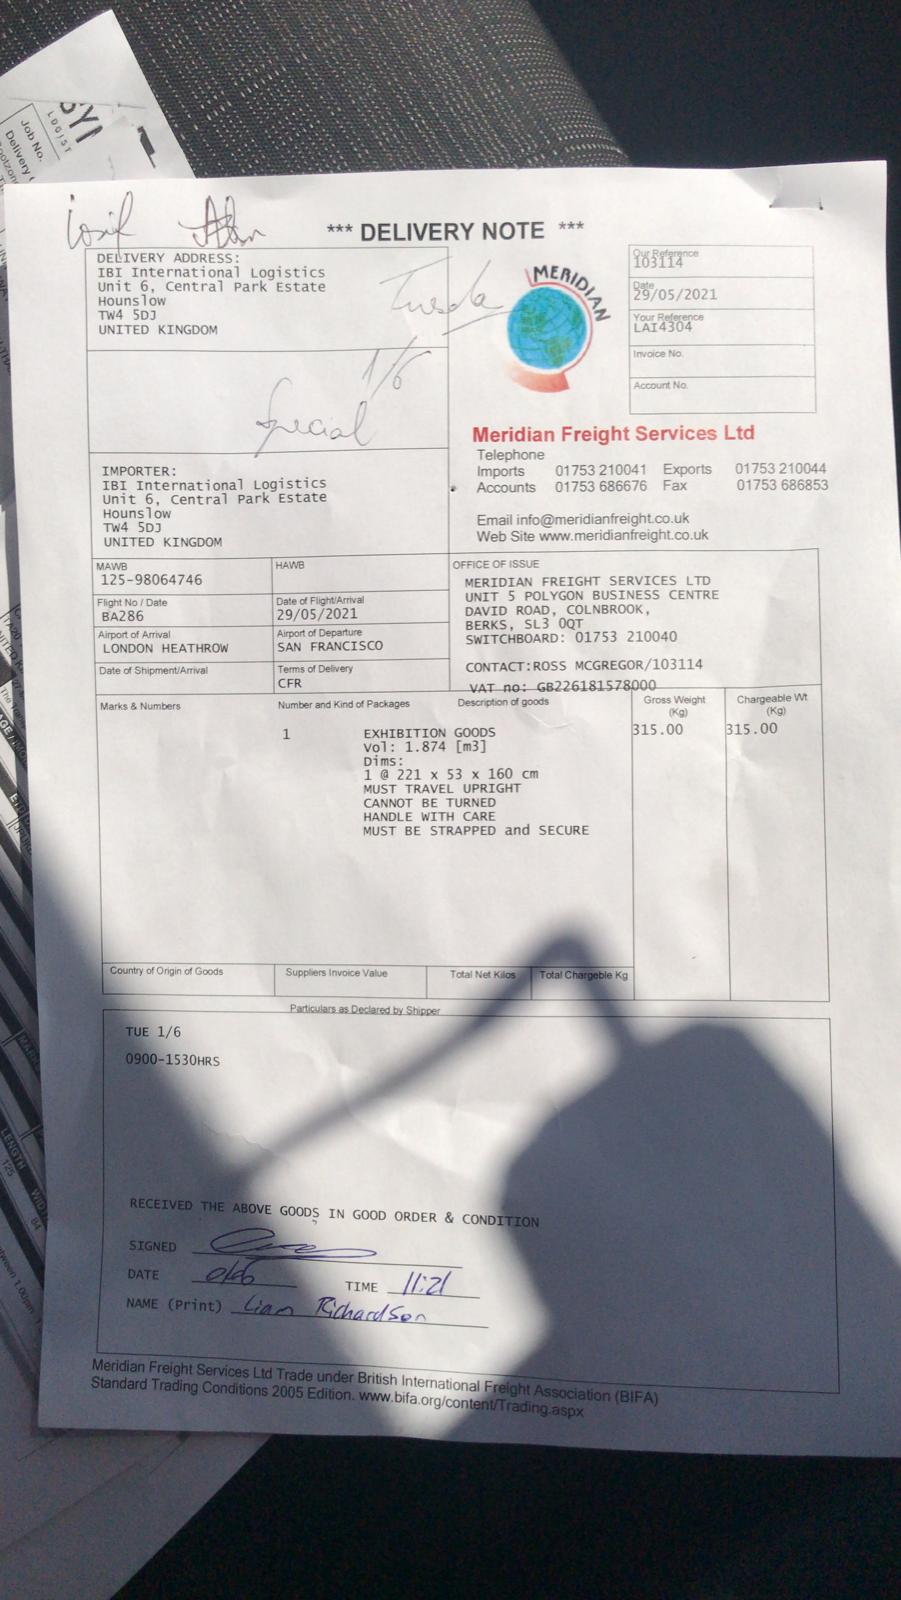 LOGIST
Job No.
Delivery
Iosif
*** DELIVERY NOTE ***
DELIVERY ADDRESS:
IBI International Logistics
Unit 6, Central Park Estate
Hounslow
TW4 5DJ
UNITED KINGDOM
Tuesda
1/6
Special
MERIDIAN
Our Reference
103114
Date
29/05/2021
Your Reference
LAI4304
Invoice No.
Account No.
Meridian Freight Services Ltd
Telephone
Imports 01753 210041 Exports 01753 210044
Accounts 01753 686676 Fax 01753 686853
Email info@meridianfreight.co.uk
Web Site www.meridianfreight.co.uk
IMPORTER:
IBI International Logistics
Unit 6, Central Park Estate
Hounslow
TW4 5DJ
UNITED KINGDOM
MAWB
125-98064746
HAWB
Flight No / Date
BA286
Date of Flight/Arrival
29/05/2021
Airport of Arrival
LONDON HEATHROW
Airport of Departure
SAN FRANCISCO
Date of Shipment/Arrival
Terms of Delivery
CFR
OFFICE OF ISSUE
MERIDIAN FREIGHT SERVICES LTD
UNIT 5 POLYGON BUSINESS CENTRE
DAVID ROAD, COLNBROOK,
BERKS, SL3 0QT
SWITCHBOARD: 01753 210040
CONTACT:ROSS MCGREGOR/103114
VAT no: GB226181578000
Marks & Numbers
Number and Kind of Packages
Description of goods
Gross Weight
(Kg)
Chargeable Wt
(Kg)
1
EXHIBITION GOODS
315.00
315.00
Vol: 1.874 [m3]
Dims:
1 @ 221 x 53 x 160 cm
MUST TRAVEL UPRIGHT
CANNOT BE TURNED
HANDLE WITH CARE
MUST BE STRAPPED and SECURE
Country of Origin of Goods
Suppliers Invoice Value
Total Net Kilos
Total Chargeable Kg
Particulars as Declared by Shipper
TUE 1/6
0900-1530HRS
RECEIVED THE ABOVE GOODS IN GOOD ORDER & CONDITION
SIGNED
DATE
TIME 11:21
NAME (Print) Liam Richardson
Meridian Freight Services Ltd Trade under British International Freight Association (BIFA)
Standard Trading Conditions 2005 Edition. www.bifa.org/content/Trading.aspx
LENGTH
125
84